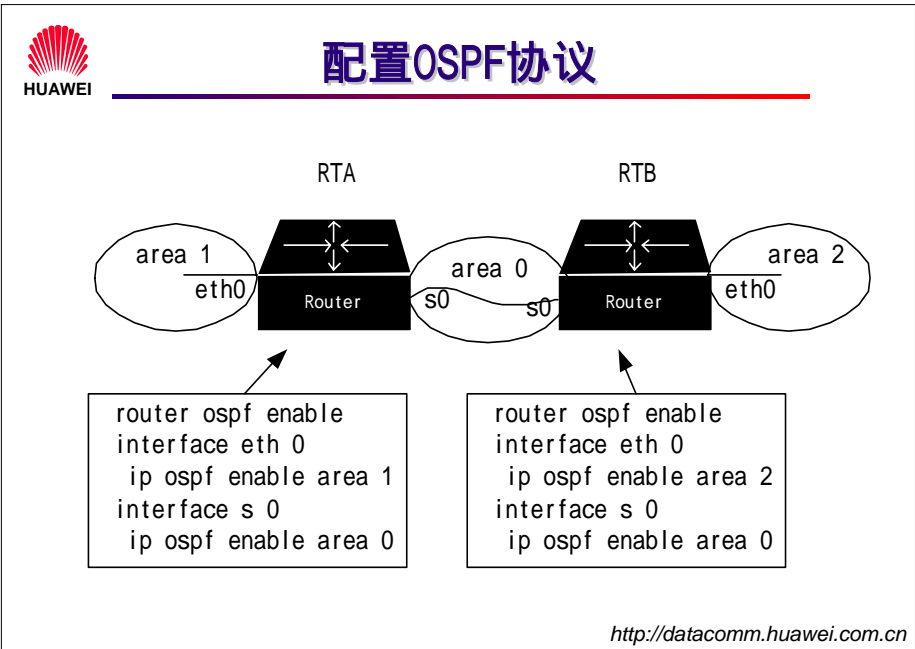 HUAWEI
配置OSPF协议
RTA
RTB
area 1
eth0
Router
area 0
s0
s0
Router
area 2
eth0
router ospf enable
interface eth 0
ip ospf enable area 1
interface s 0
ip ospf enable area 0
router ospf enable
interface eth 0
ip ospf enable area 2
interface s 0
ip ospf enable area 0
http://datacomm.huawei.com.cn